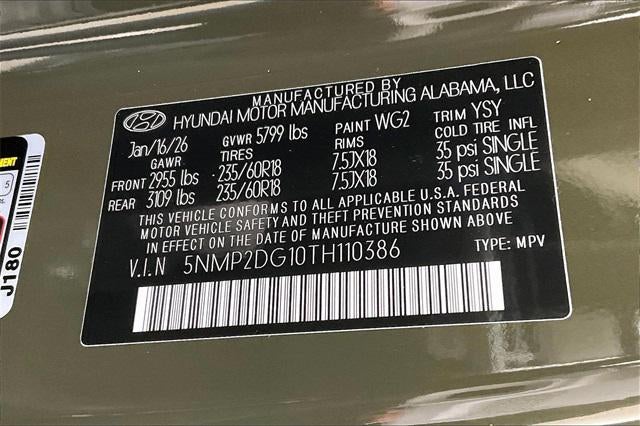 MANUFACTURED BY
HYUNDAI MOTOR MANUFACTURING ALABAMA, LLC
Jan/16/26 GVWR 5799 lbs PAINT WG2 TRIM YSY
GAWR TIRES RIMS COLD TIRE INFL
FRONT 2955 lbs 235/60R18 7.5JX18 35 psi SINGLE
REAR 3109 lbs 235/60R18 7.5JX18 35 psi SINGLE
THIS VEHICLE CONFORMS TO ALL APPLICABLE U.S.A. FEDERAL
MOTOR VEHICLE SAFETY AND THEFT PREVENTION STANDARDS
IN EFFECT ON THE DATE OF MANUFACTURE SHOWN ABOVE
V.I.N 5NMP2DG10TH110386 TYPE: MPV
J180
5